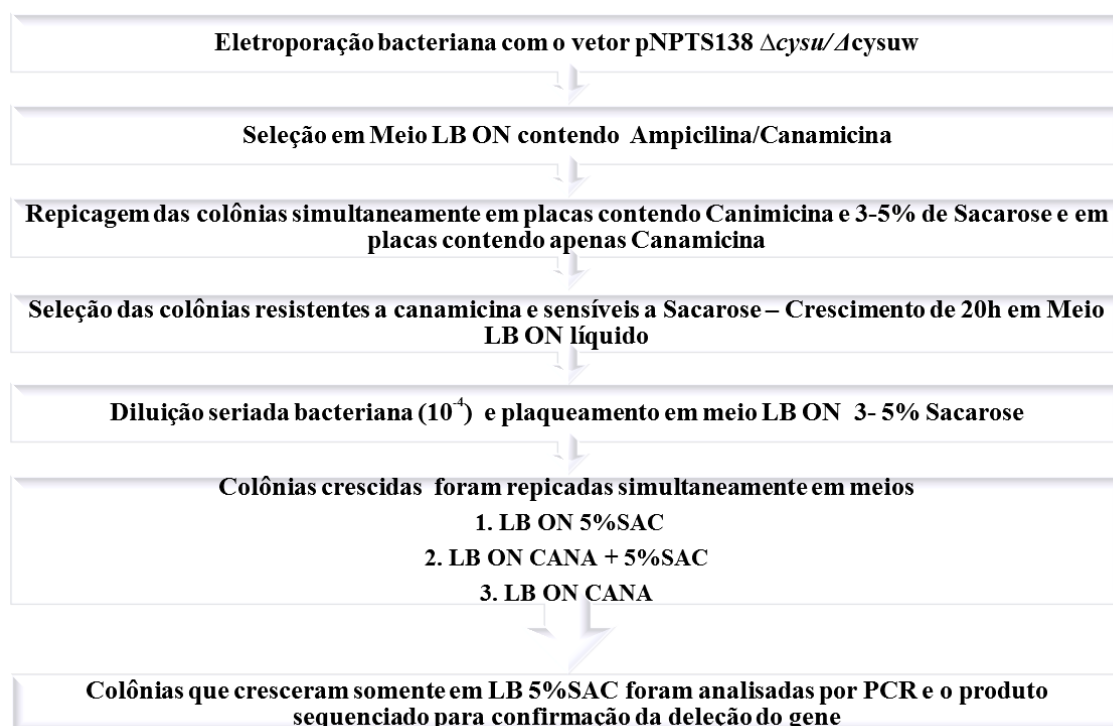 Eletroporação bacteriana com o vetor pNPTS138 Δcysu/Δcysuw
Seleção em Meio LB ON contendo Ampicilina/Canamicina
Repicagem das colônias simultaneamente em placas contendo Canimicina e 3-5% de Sacarose e em
placas contendo apenas Canamicina
Seleção das colônias resistentes a canamicina e sensíveis a Sacarose – Crescimento de 20h em Meio
LB ON líquido
Diluição seriada bacteriana (10⁻⁴) e plaqueamento em meio LB ON 3- 5% Sacarose
Colônias crescidas foram repicadas simultaneamente em meios
1. LB ON 5%SAC
2. LB ON CANA + 5%SAC
3. LB ON CANA
Colônias que cresceram somente em LB 5%SAC foram analisadas por PCR e o produto
sequenciado para confirmação da deleção do gene